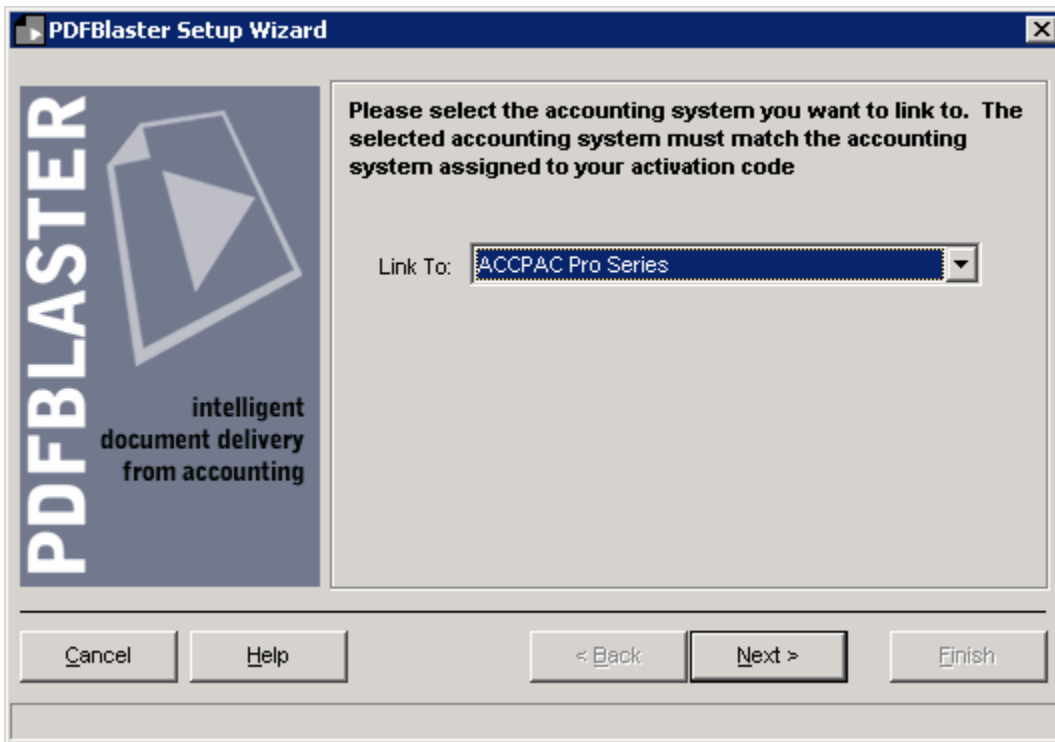 PDFBlaster Setup Wizard
PDFBLASTER
intelligent
document delivery
from accounting
Please select the accounting system you want to link to.  The
selected accounting system must match the accounting
system assigned to your activation code
Link To: ACCPAC Pro Series
Cancel Help < Back Next > Finish